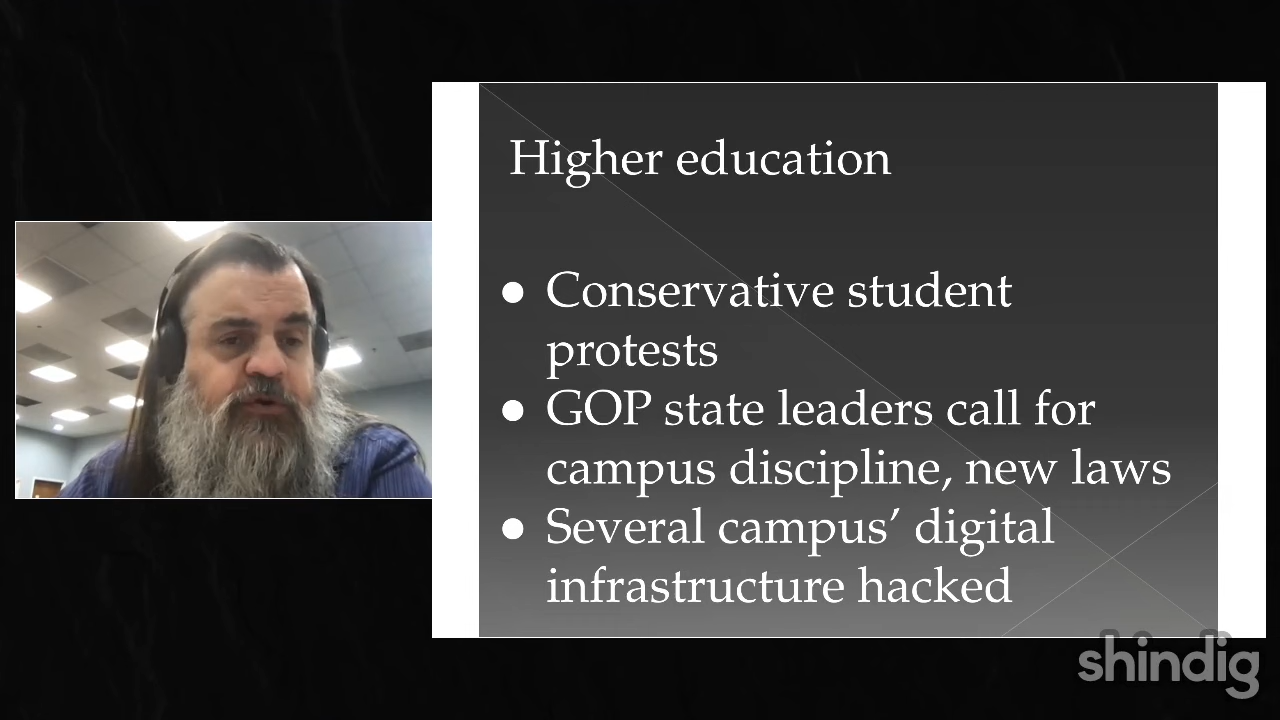 Higher education
● Conservative student
protests
● GOP state leaders call for
campus discipline, new laws
● Several campus’ digital
infrastructure hacked
shindig